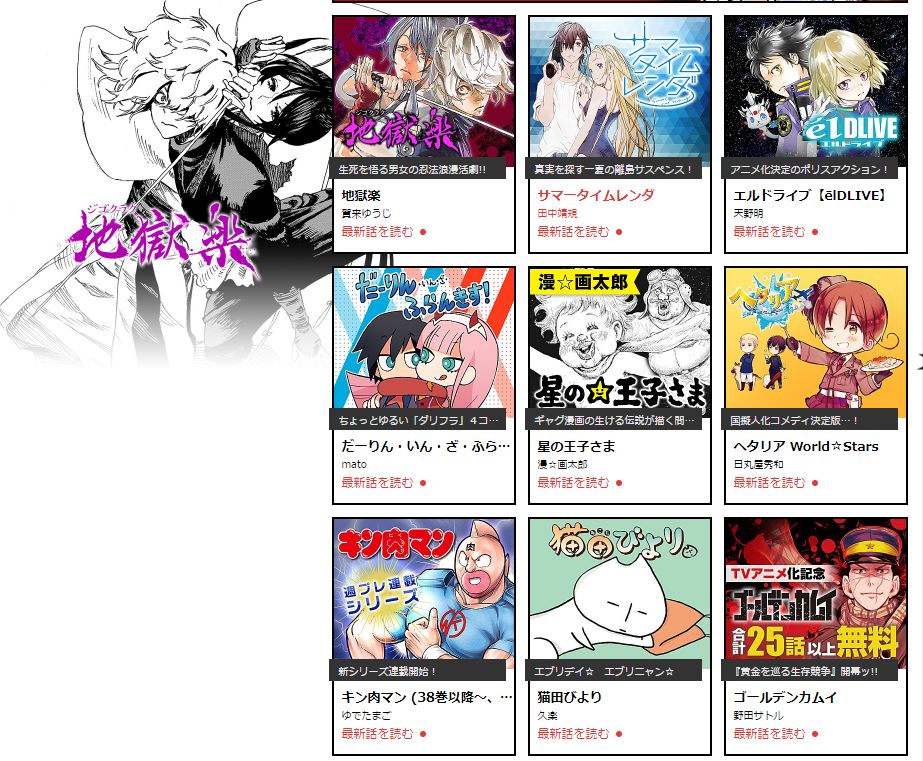 ジゴクラク
地獄楽
ジゴクラク
地獄楽
生死を悟る男女の忍法浪漫活劇!!
地獄楽
賀来ゆうじ
最新話を読む
サマータイムレンダ
真実を探す一夏の離島サスペンス！
サマータイムレンダ
田中靖規
最新話を読む
ēlDLIVE
エルドライブ
アニメ化決定のポリスアクション！
エルドライブ【ēlDLIVE】
天野明
最新話を読む
だーりん・いん・ざ・ふらんきす!
ちょっとゆるい「ダリフラ」４コ…
だーりん・いん・ざ・ふら…
mato
最新話を読む
漫☆画太郎
星の王子さま
ギャグ漫画の生ける伝説が描く問…
星の王子さま
漫☆画太郎
最新話を読む
ヘタリア
国擬人化コメディ決定版…！
ヘタリア World☆Stars
日丸屋秀和
最新話を読む
キン肉マン
肉
週プレ連載
シリーズ
新シリーズ連載開始！
キン肉マン (38巻以降～、…
ゆでたまご
最新話を読む
猫田びより
エブリデイ☆　エブリニャン☆
猫田びより
久楽
最新話を読む
TVアニメ化記念
ゴールデンカムイ
合計25話以上無料
『黄金を巡る生存競争』開幕ッ!!
ゴールデンカムイ
野田サトル
最新話を読む